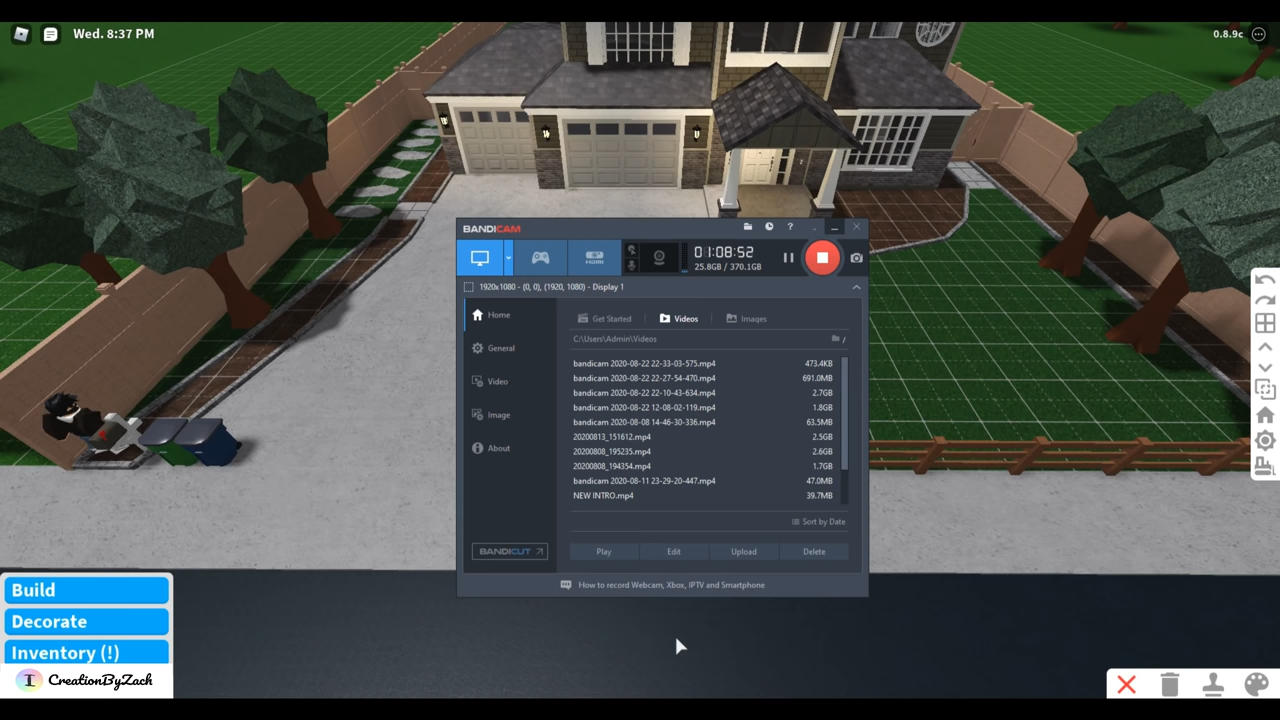 Wed. 8:37 PM
0.8.9c
BANDICAM
?
HDMI
01:08:52
25.8GB / 370.1GB
1920x1080 - (0, 0), (1920, 1080) - Display 1
Home
General
Video
Image
About
Get Started
Videos
Images
C:\Users\Admin\Videos
bandicam 2020-08-22 22-33-03-575.mp4 473.4KB
bandicam 2020-08-22 22-27-54-470.mp4 691.0MB
bandicam 2020-08-22 22-10-43-634.mp4 2.7GB
bandicam 2020-08-22 12-08-02-119.mp4 1.8GB
bandicam 2020-08-08 14-46-30-336.mp4 63.5MB
20200813_151612.mp4 2.5GB
20200808_195235.mp4 2.6GB
20200808_194354.mp4 1.7GB
bandicam 2020-08-11 23-29-20-447.mp4 47.0MB
NEW INTRO.mp4 39.7MB
Sort by Date
BANDICUT
Play Edit Upload Delete
How to record Webcam, Xbox, IPTV and Smartphone
Build
Decorate
Inventory (!)
I CreationByZach